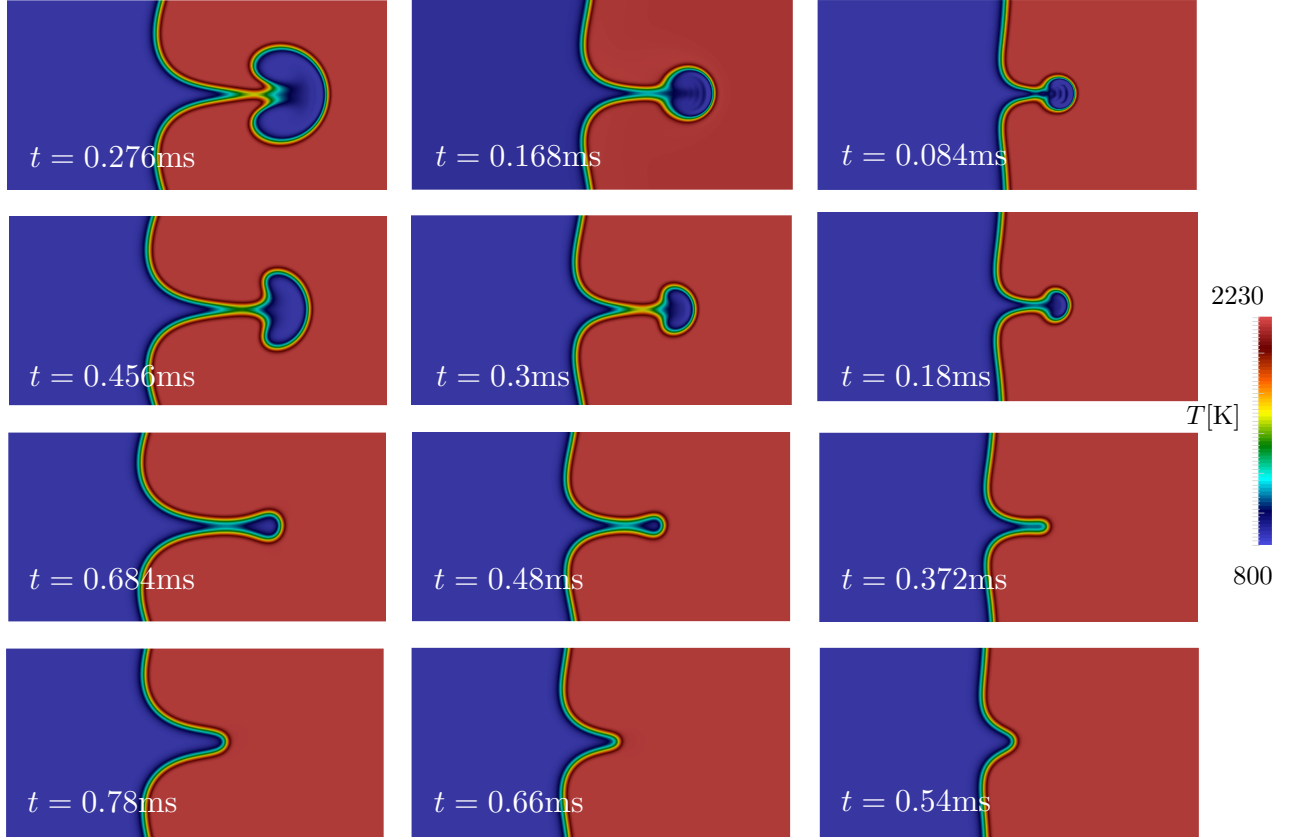 t = 0.276ms
t = 0.168ms
t = 0.084ms
t = 0.456ms
t = 0.3ms
t = 0.18ms
2230
T[K]
800
t = 0.684ms
t = 0.48ms
t = 0.372ms
t = 0.78ms
t = 0.66ms
t = 0.54ms